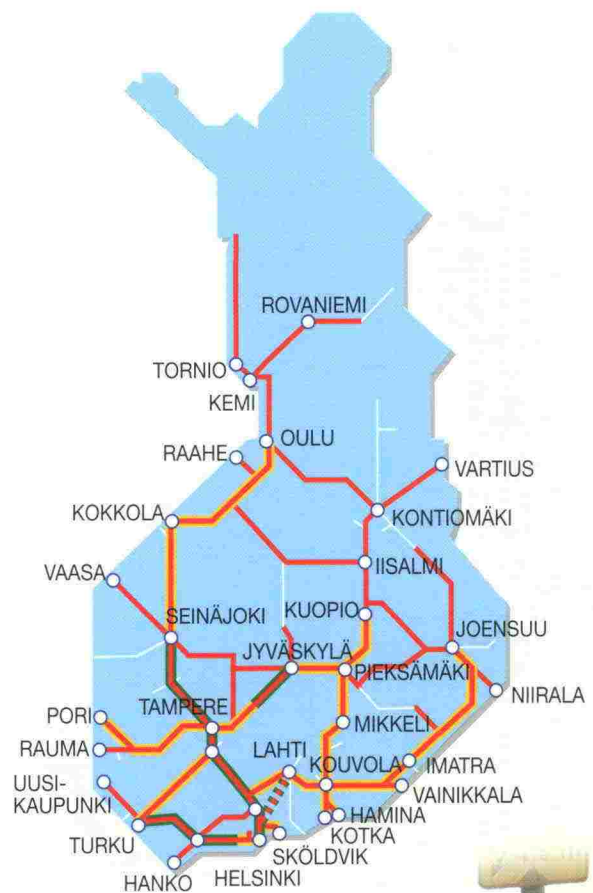 ROVANIEMI
TORNIO
KEMI
OULU
RAAHE
VARTIUS
KOKKOLA
KONTIOMÄKI
VAASA
IISALMI
SEINÄJOKI
KUOPIO
JOENSUU
JYVÄSKYLÄ
PIEKSÄMÄKI
NIIRALA
PORI
TAMPERE
MIKKELI
RAUMA
LAHTI
KOUVOLA
IMATRA
UUSI-
KAUPUNKI
VAINIKKALA
HAMINA
KOTKA
TURKU
SKÖLDVIK
HELSINKI
HANKO